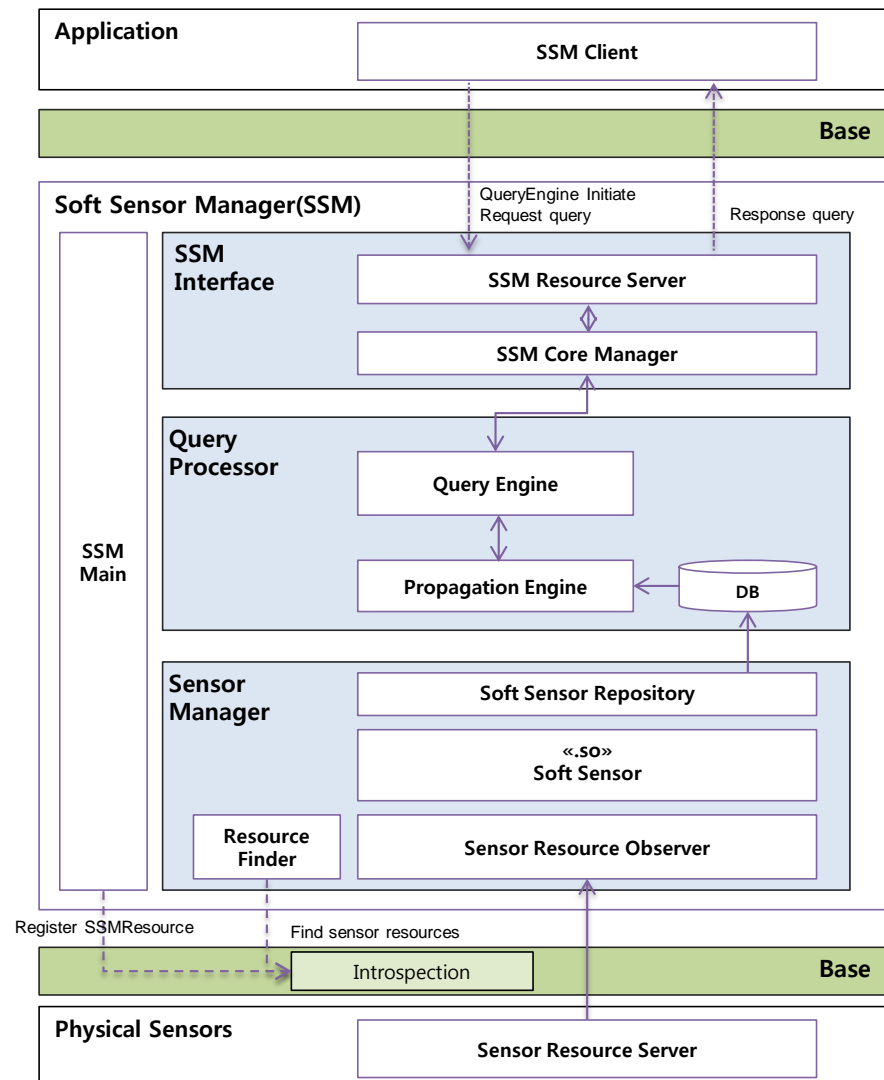 Application
SSM Client
Base
Soft Sensor Manager(SSM)
QueryEngine Initiate
Request query
Response query
SSM
Interface
SSM Resource Server
SSM Core Manager
Query
Processor
Query Engine
SSM
Main
Propagation Engine
DB
Sensor
Manager
Soft Sensor Repository
«.so»
Soft Sensor
Resource
Finder
Sensor Resource Observer
Register SSMResource
Find sensor resources
Introspection
Base
Physical Sensors
Sensor Resource Server